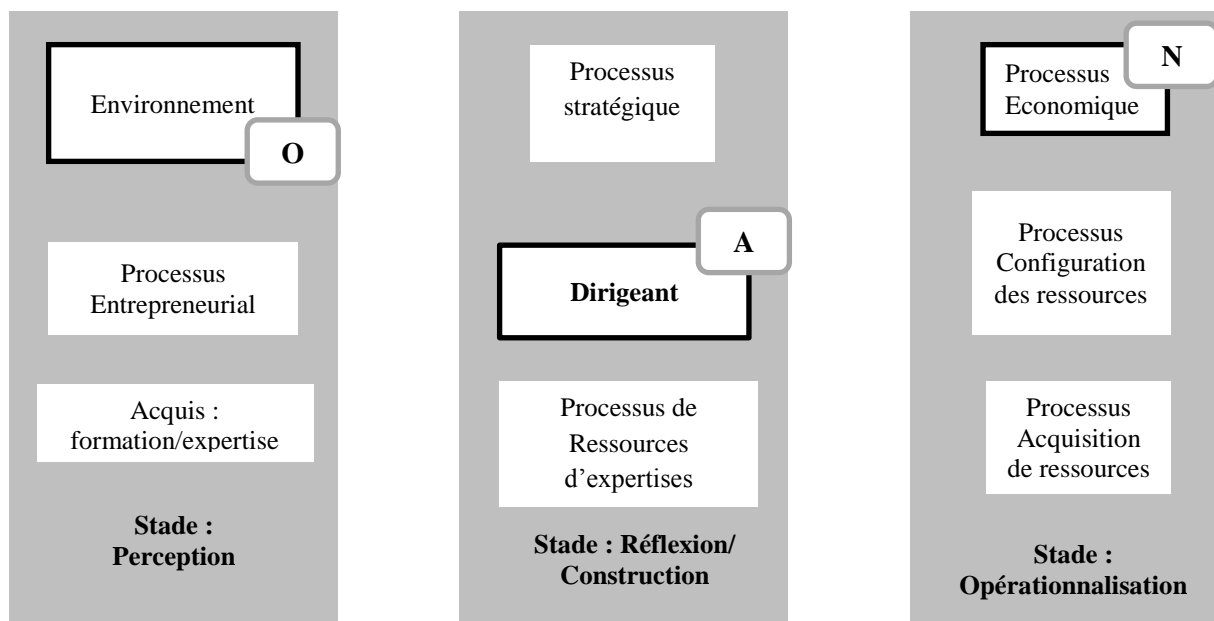 Environnement
O
Processus
Entrepreneurial
Acquis :
formation/expertise
Stade :
Perception
Processus
stratégique
A
Dirigeant
Processus de
Ressources
d’expertises
Stade : Réflexion/
Construction
N
Processus
Economique
Processus
Configuration
des ressources
Processus
Acquisition
de ressources
Stade :
Opérationnalisation